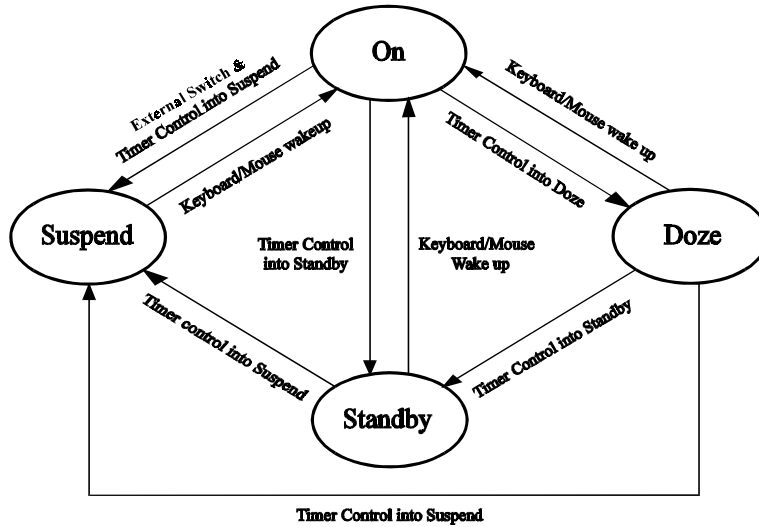 On
External Switch &
Timer Control into Suspend
Keyboard/Mouse wakeup
Keyboard/Mouse wake up
Timer Control into Doze
Suspend
Doze
Timer Control
into Standby
Keyboard/Mouse
Wake up
Timer control into Suspend
Timer Control into Standby
Standby
Timer Control into Suspend